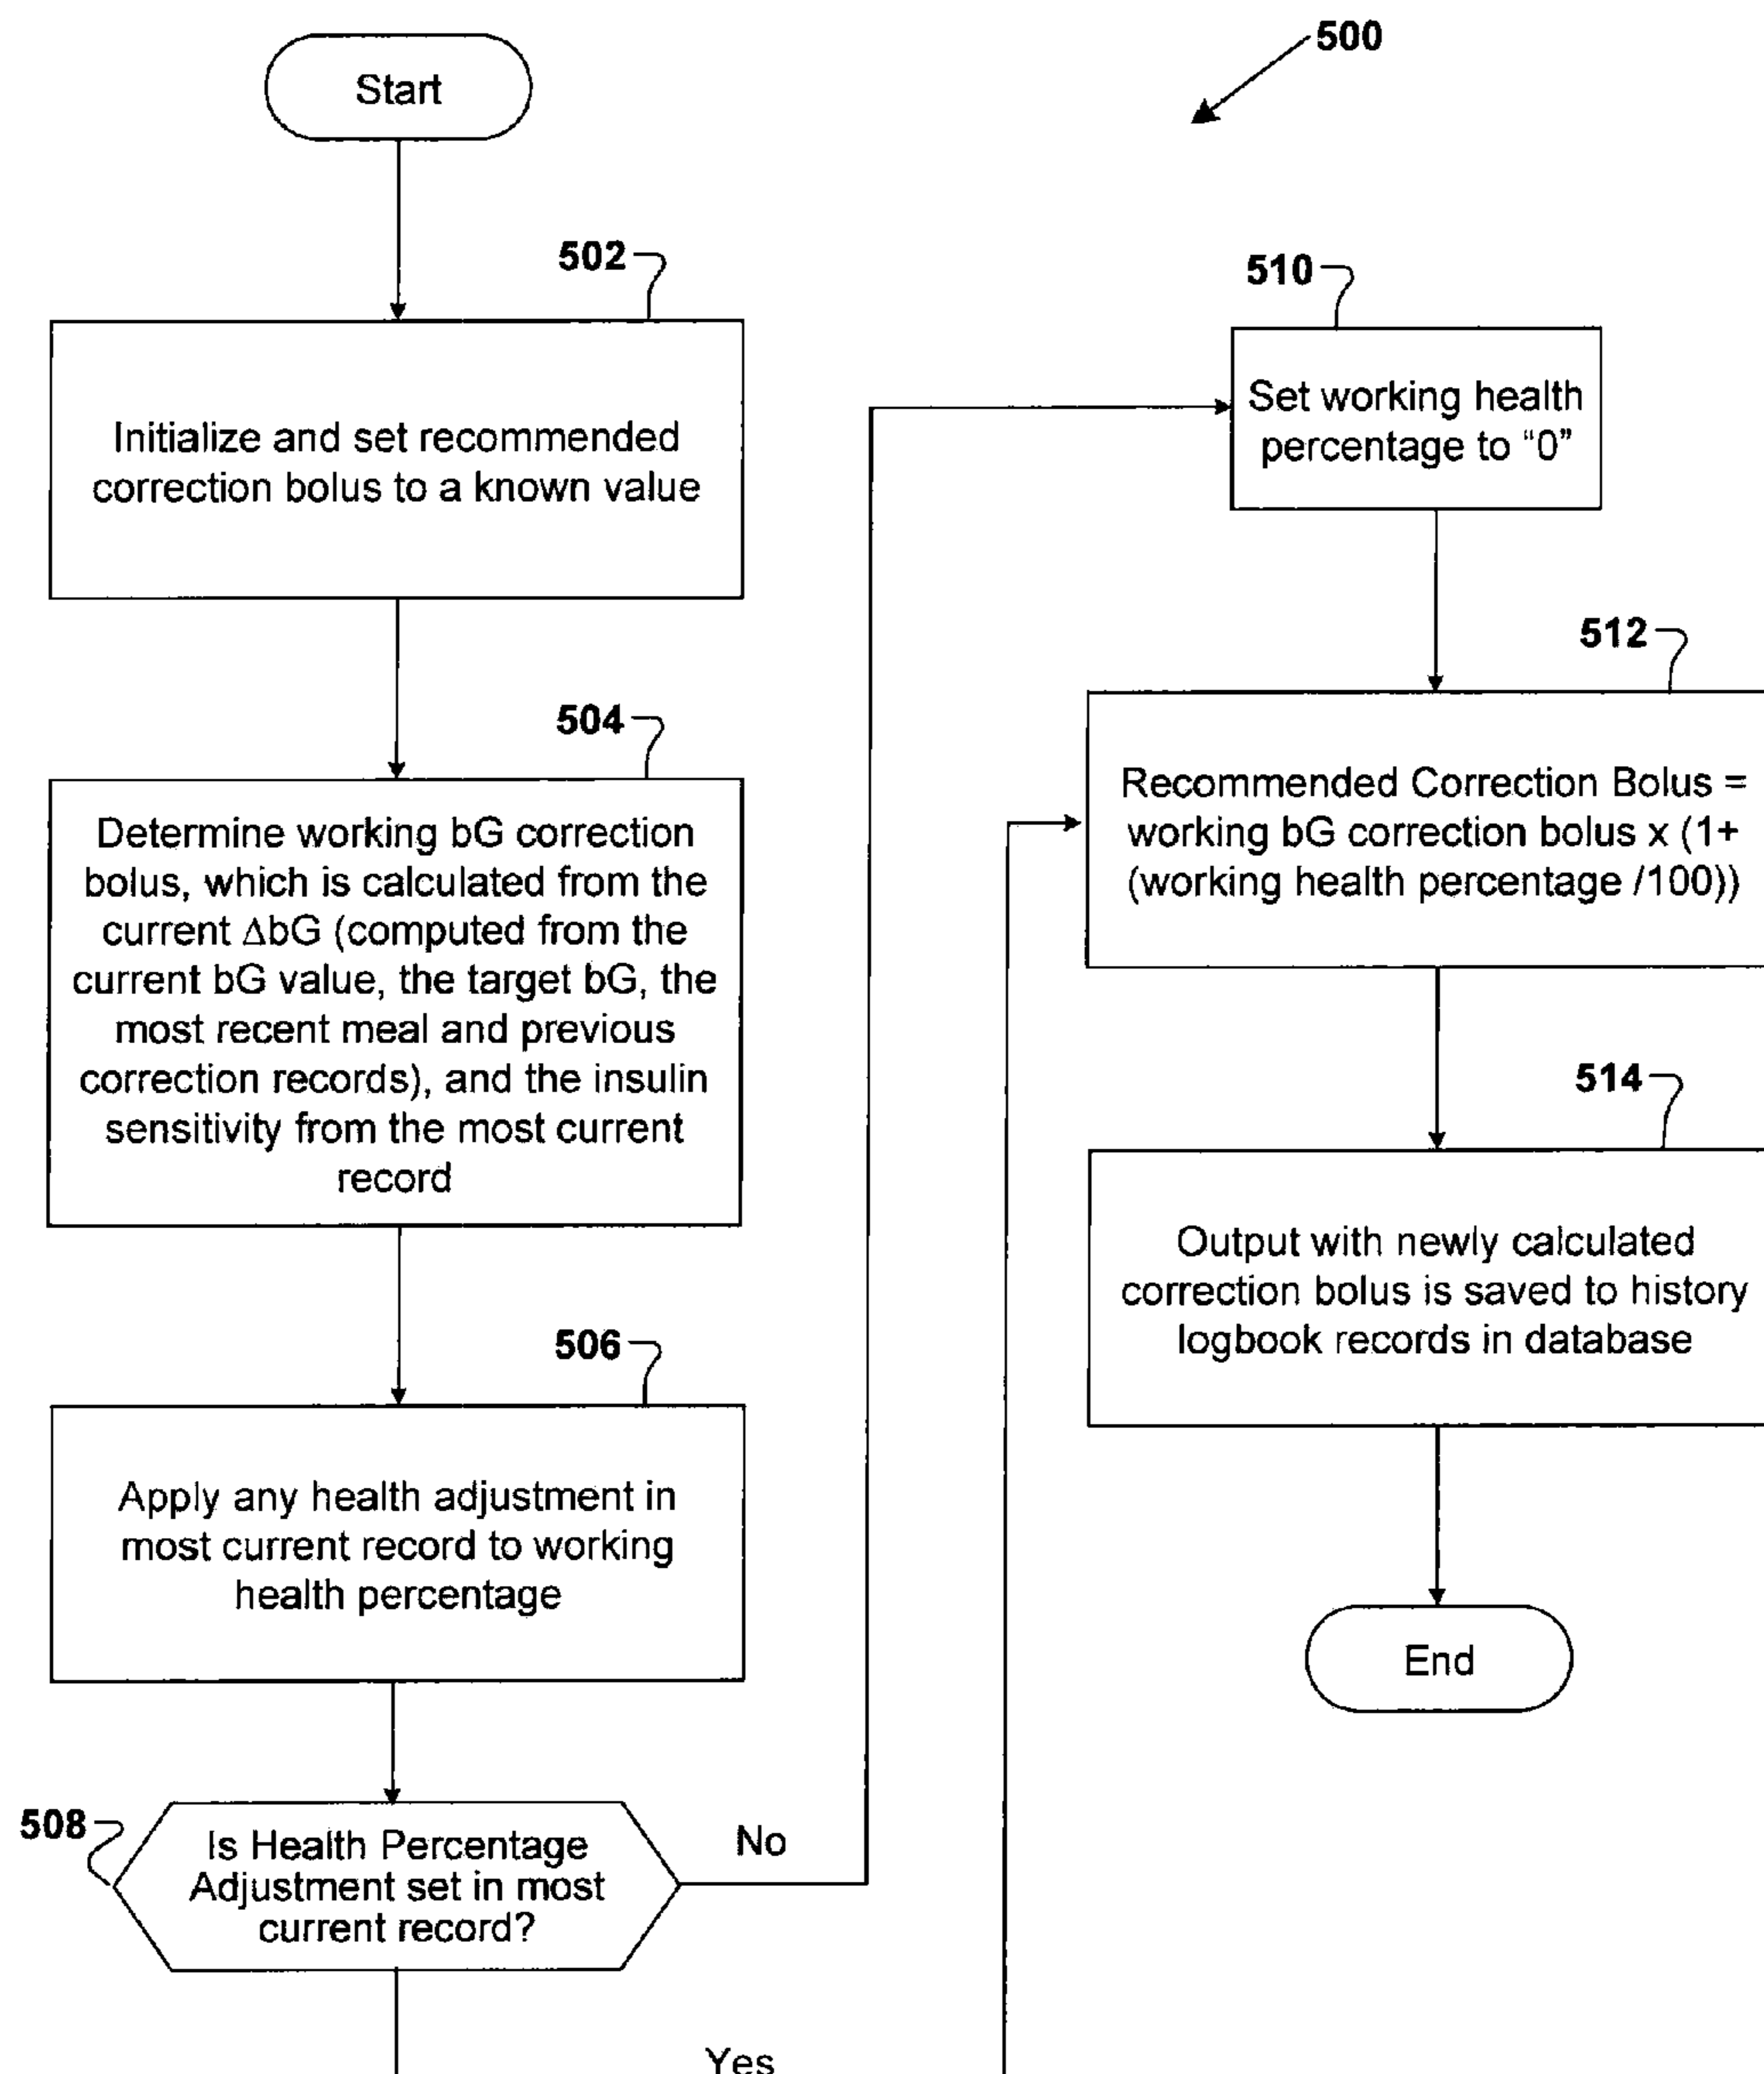 500
Start
502
Initialize and set recommended
correction bolus to a known value
504
Determine working bG correction
bolus, which is calculated from the
current ΔbG (computed from the
current bG value, the target bG, the
most recent meal and previous
correction records), and the insulin
sensitivity from the most current
record
506
Apply any health adjustment in
most current record to working
health percentage
508
Is Health Percentage
Adjustment set in most
current record?
No
Yes
510
Set working health
percentage to “0”
512
Recommended Correction Bolus =
working bG correction bolus x (1+
(working health percentage /100))
514
Output with newly calculated
correction bolus is saved to history
logbook records in database
End